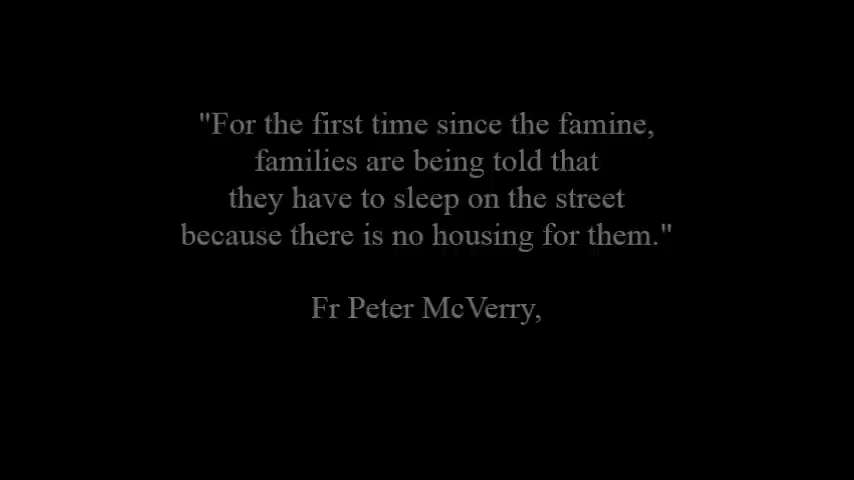 "For the first time since the famine,
families are being told that
they have to sleep on the street
because there is no housing for them."
Fr Peter McVerry,